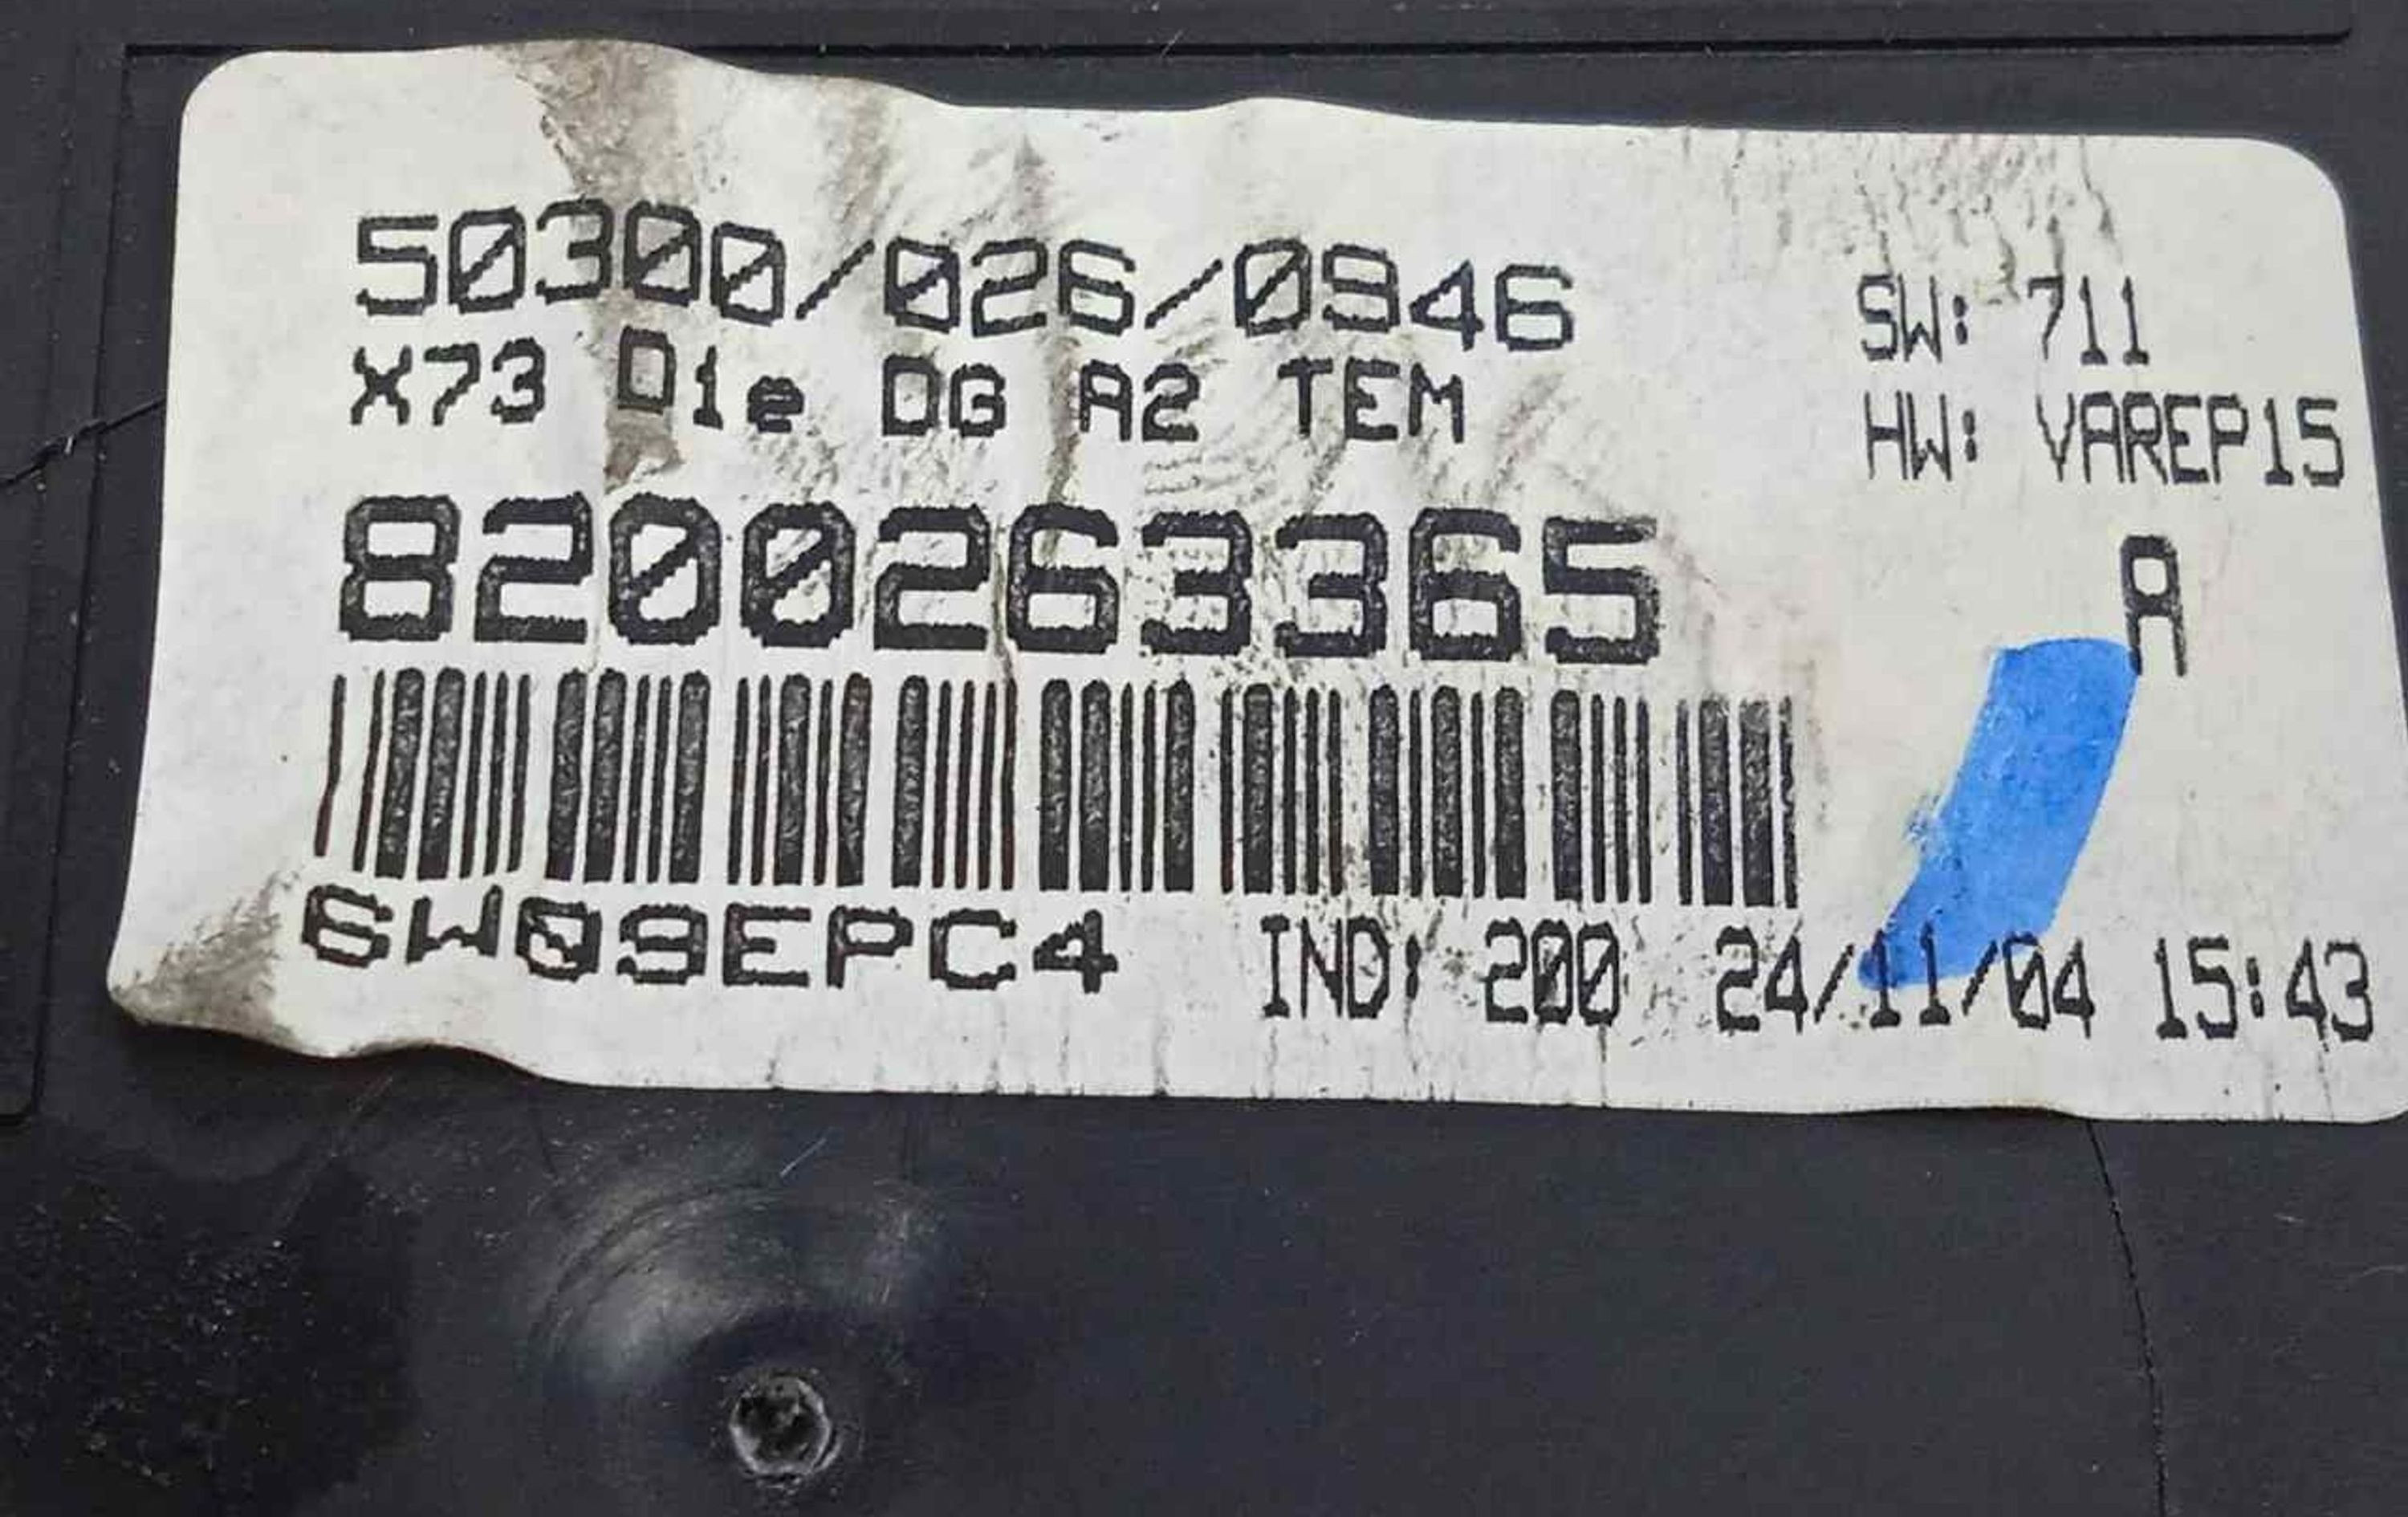 50300/026/0946
X73 D1e DG A2 TEM
SW: 711
HW: VAREP15
8200263365
A
6W09EPC4 IND: 200 24/11/04 15:43